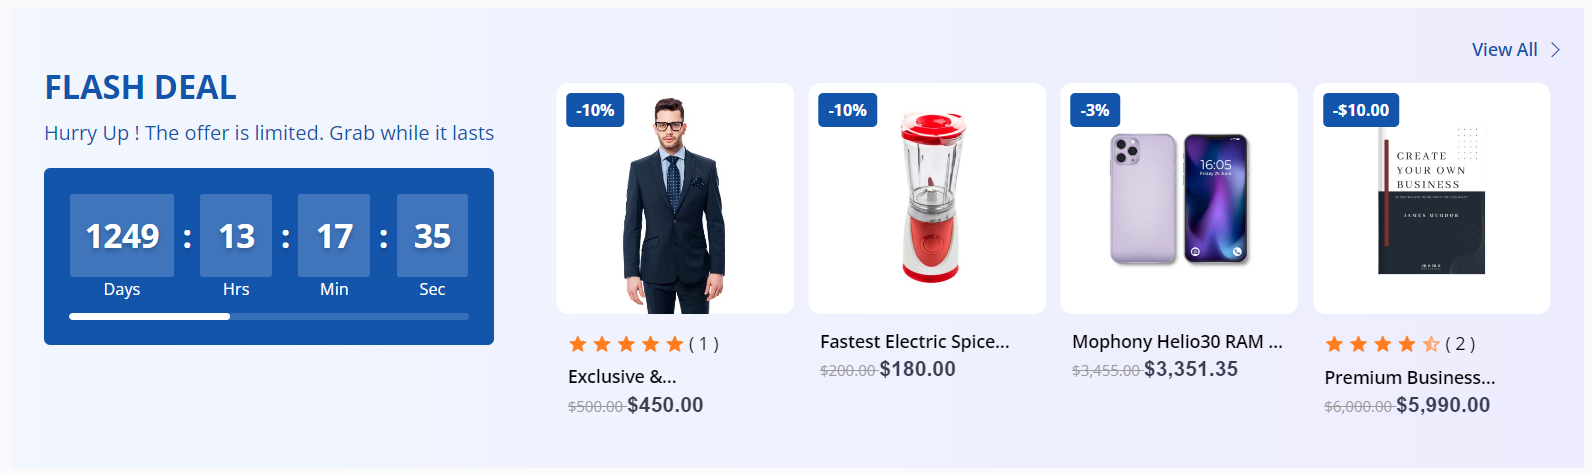 View All
FLASH DEAL
Hurry Up ! The offer is limited. Grab while it lasts
1249 : 13 : 17 : 35
Days Hrs Min Sec
-10%
( 1 )
Exclusive &...
$500.00 $450.00
-10%
Fastest Electric Spice...
$200.00 $180.00
-3%
16:05
Friday 26 June
Mophony Helio30 RAM ...
$3,455.00 $3,351.35
-$10.00
CREATE
YOUR OWN
BUSINESS
JAMES MURDOR
( 2 )
Premium Business...
$6,000.00 $5,990.00